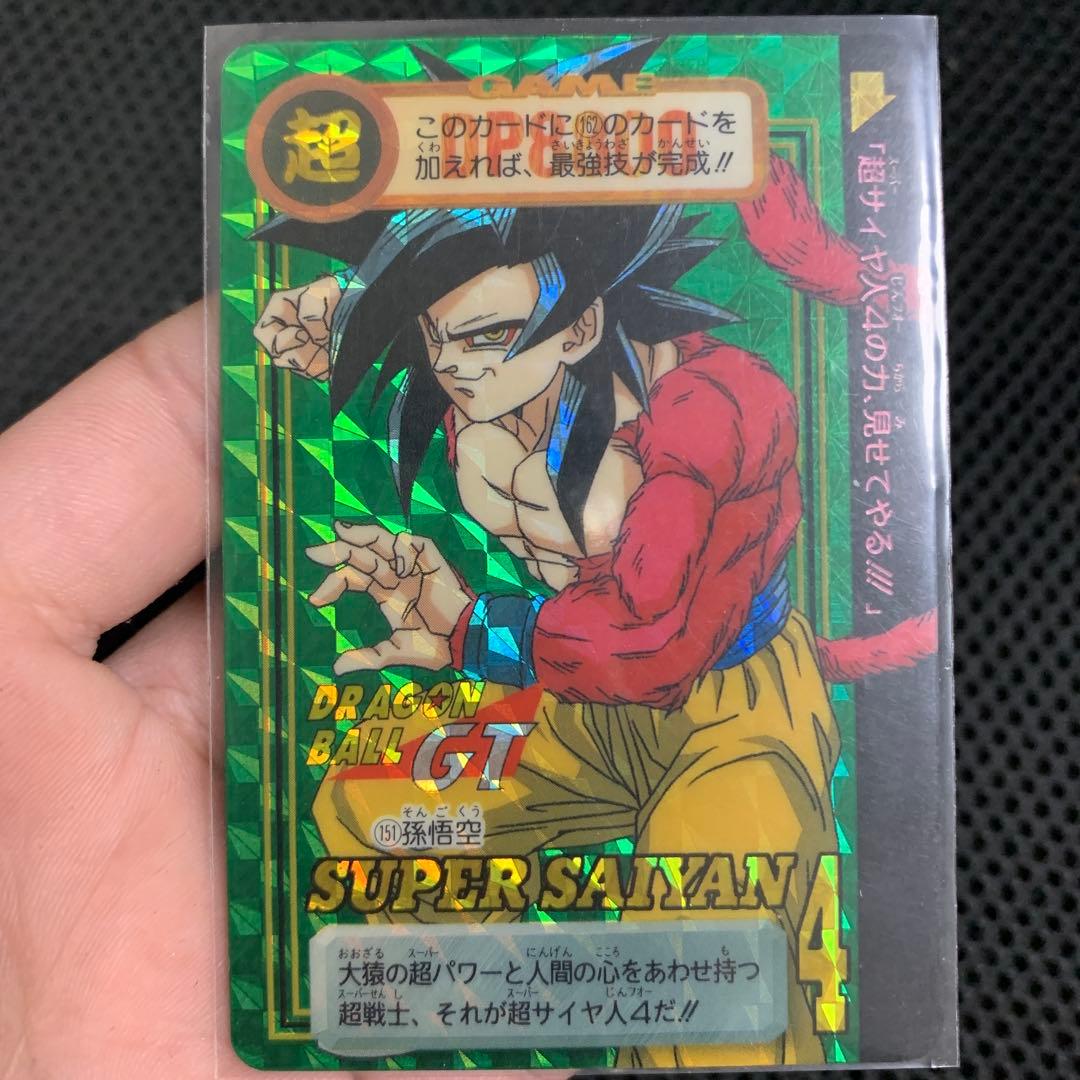 GAME
超
このカードに162のカードを
加えれば、最強技が完成!!
「超サイヤ人4の力、見せてやる!!!」
DRAGON
BALL GT
151孫悟空
SUPER SAIYAN 4
大猿の超パワーと人間の心をあわせ持つ
超戦士、それが超サイヤ人4だ!!